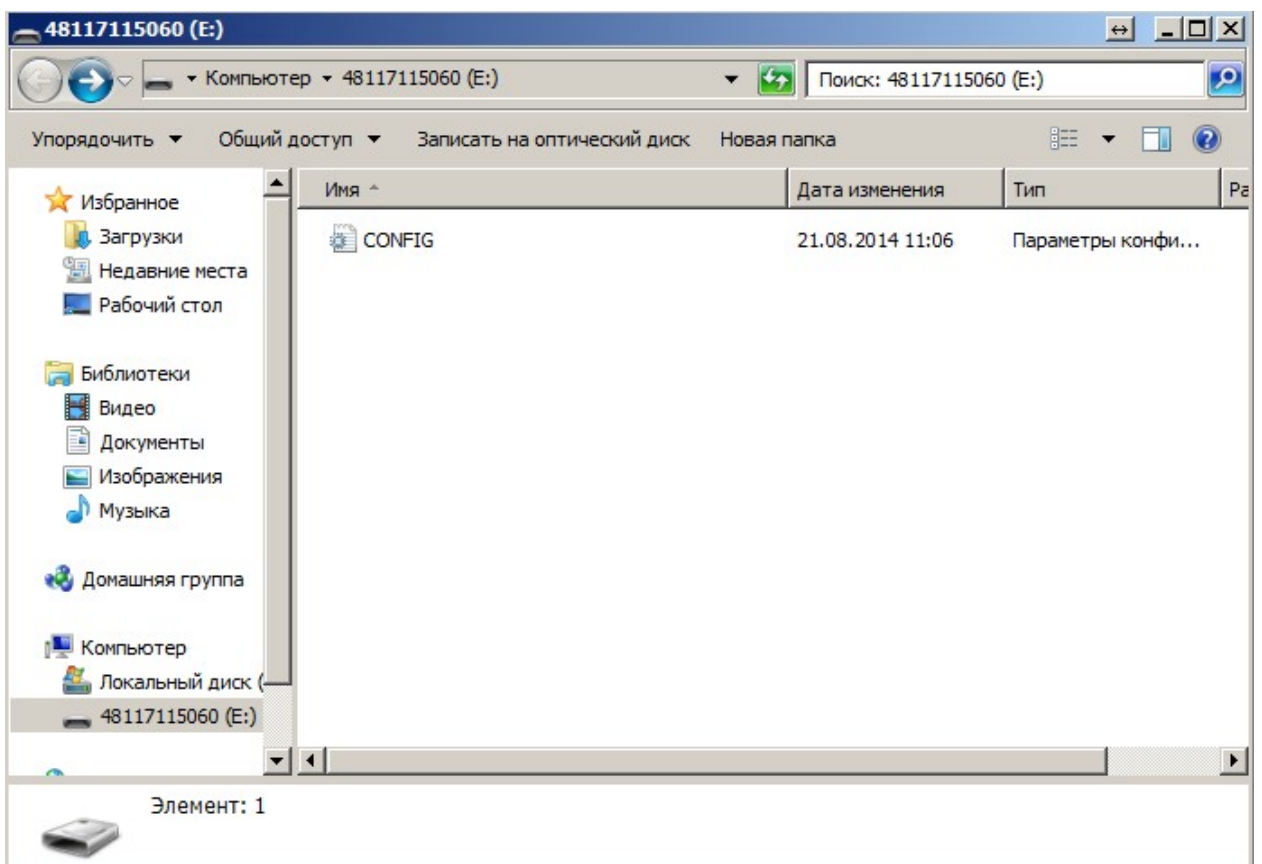 48117115060 (E:)
Компьютер 48117115060 (E:)
Поиск: 48117115060 (E:)
Упорядочить Общий доступ Записать на оптический диск Новая папка
Имя Дата изменения Тип Ра
CONFIG 21.08.2014 11:06 Параметры конфи...
Избранное
Загрузки
Недавние места
Рабочий стол
Библиотеки
Видео
Документы
Изображения
Музыка
Домашняя группа
Компьютер
Локальный диск (
48117115060 (E:)
Элемент: 1